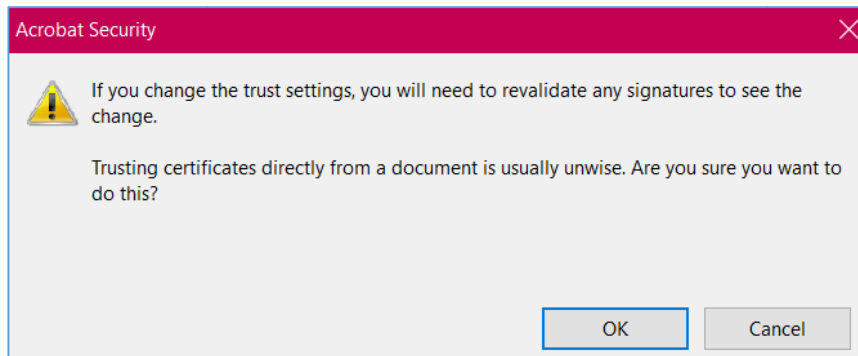 Acrobat Security
If you change the trust settings, you will need to revalidate any signatures to see the
change.
Trusting certificates directly from a document is usually unwise. Are you sure you want to
do this?
OK
Cancel